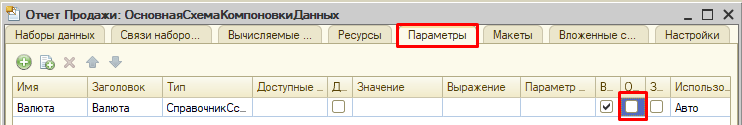 Отчет Продажи: ОсновнаяСхемаКомпоновкиДанных
Наборы данных Связи наборо... Вычисляемые ... Ресурсы Параметры Макеты Вложенные с... Настройки
Имя Заголовок Тип Доступные ... Д... Значение Выражение Параметр ... В... О... З... Использо...
Валюта Валюта СправочникСс... Авто